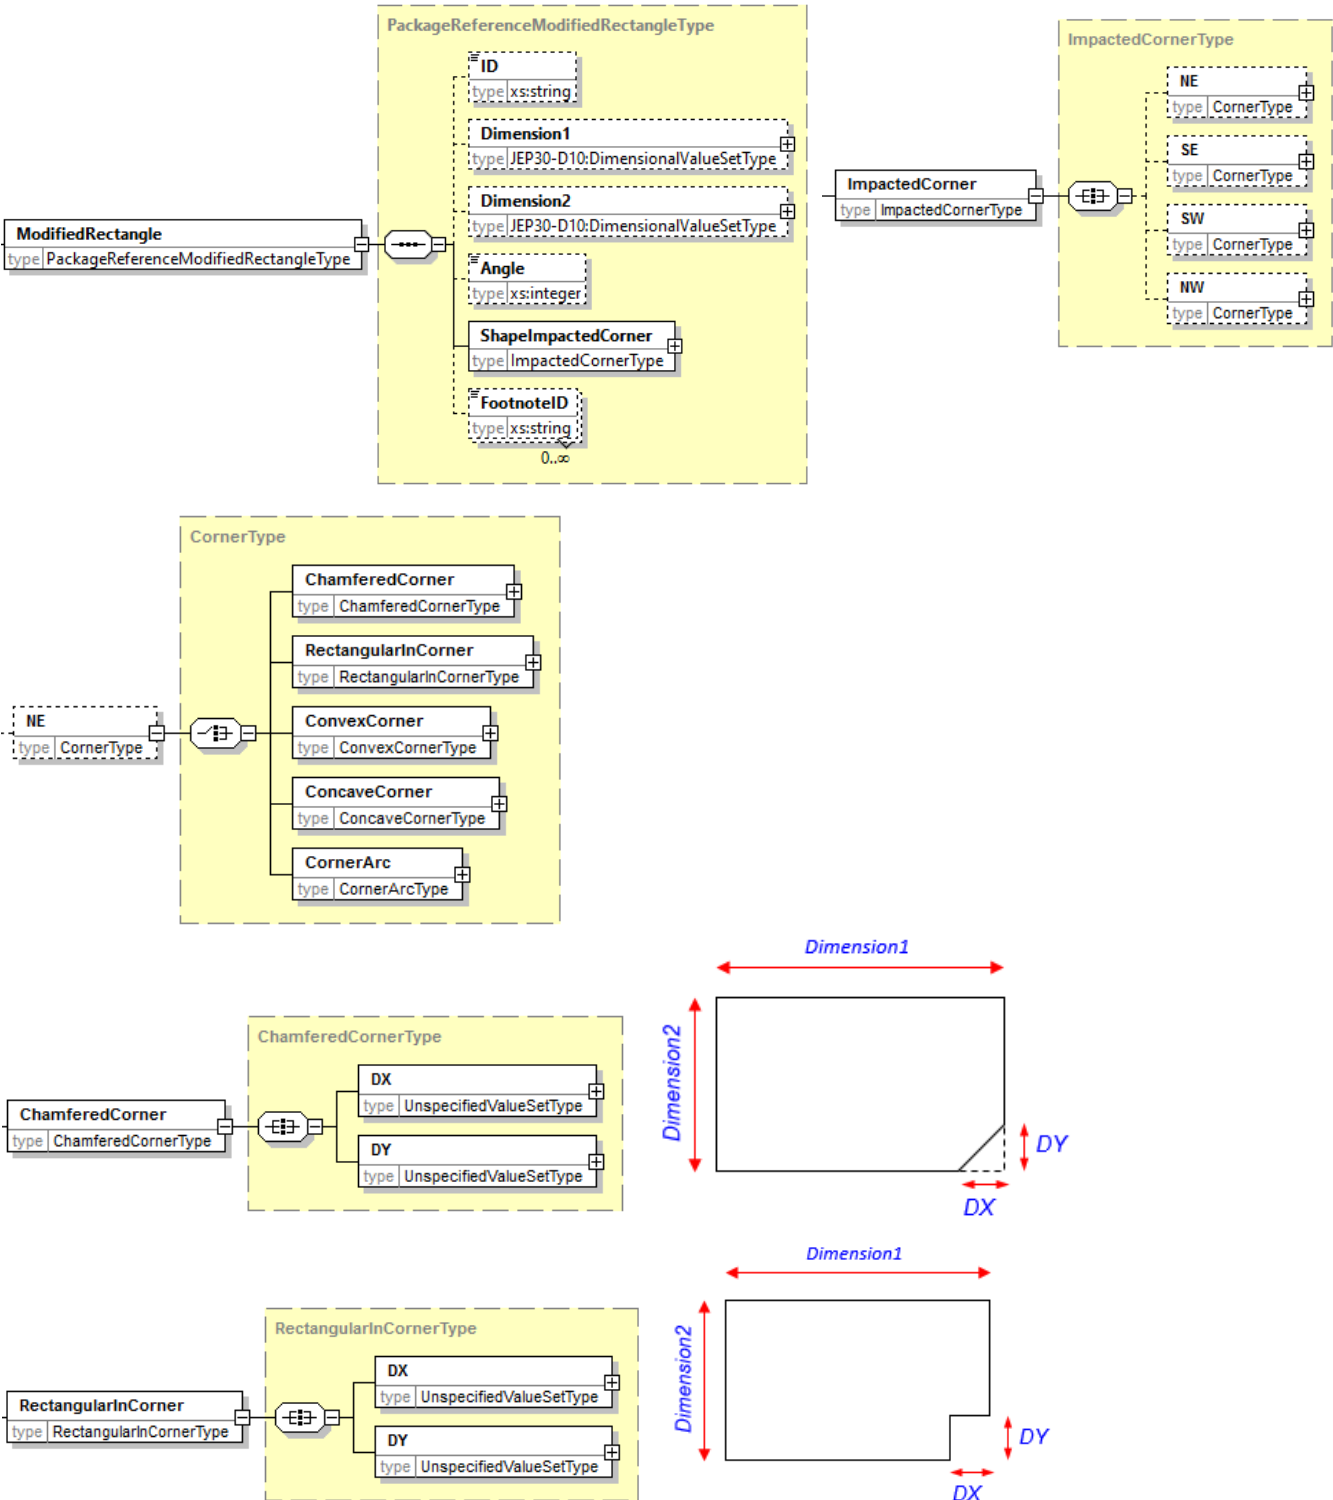 PackageReferenceModifiedRectangleType
ID
type xs:string
Dimension1
type JEP30-D10:DimensionalValueSetType
Dimension2
type JEP30-D10:DimensionalValueSetType
ModifiedRectangle
type PackageReferenceModifiedRectangleType
Angle
type xs:integer
ShapeImpactedCorner
type ImpactedCornerType
FootnoteID
type xs:string
0..∞
ImpactedCornerType
NE
type CornerType
SE
type CornerType
ImpactedCorner
type ImpactedCornerType
SW
type CornerType
NW
type CornerType
CornerType
ChamferedCorner
type ChamferedCornerType
RectangularInCorner
type RectangularInCornerType
NE
type CornerType
ConvexCorner
type ConvexCornerType
ConcaveCorner
type ConcaveCornerType
CornerArc
type CornerArcType
ChamferedCornerType
DX
type UnspecifiedValueSetType
ChamferedCorner
type ChamferedCornerType
DY
type UnspecifiedValueSetType
Dimension1
Dimension2
DY
DX
RectangularInCornerType
DX
type UnspecifiedValueSetType
RectangularInCorner
type RectangularInCornerType
DY
type UnspecifiedValueSetType
Dimension1
Dimension2
DY
DX